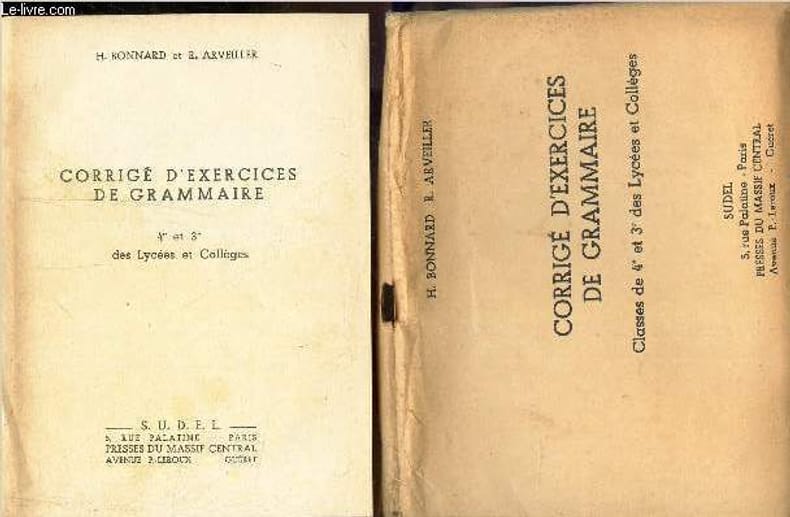 Le-livre.com
H. BONNARD et R. ARVEILLER
CORRIGÉ D'EXERCICES
DE GRAMMAIRE
4e et 3e
des Lycées et Collèges
S. U. D. E. L.
5, RUE PALATINE - PARIS
PRESSES DU MASSIF CENTRAL
AVENUE P.-LEROUX - GUÉRET
H. BONNARD R. ARVEILLER
CORRIGÉ D'EXERCICES
DE GRAMMAIRE
Classes de 4e et 3e des Lycées et Collèges
SUDEL
5, rue Palatine - Paris
PRESSES DU MASSIF CENTRAL
Avenue P.-Leroux - Guéret